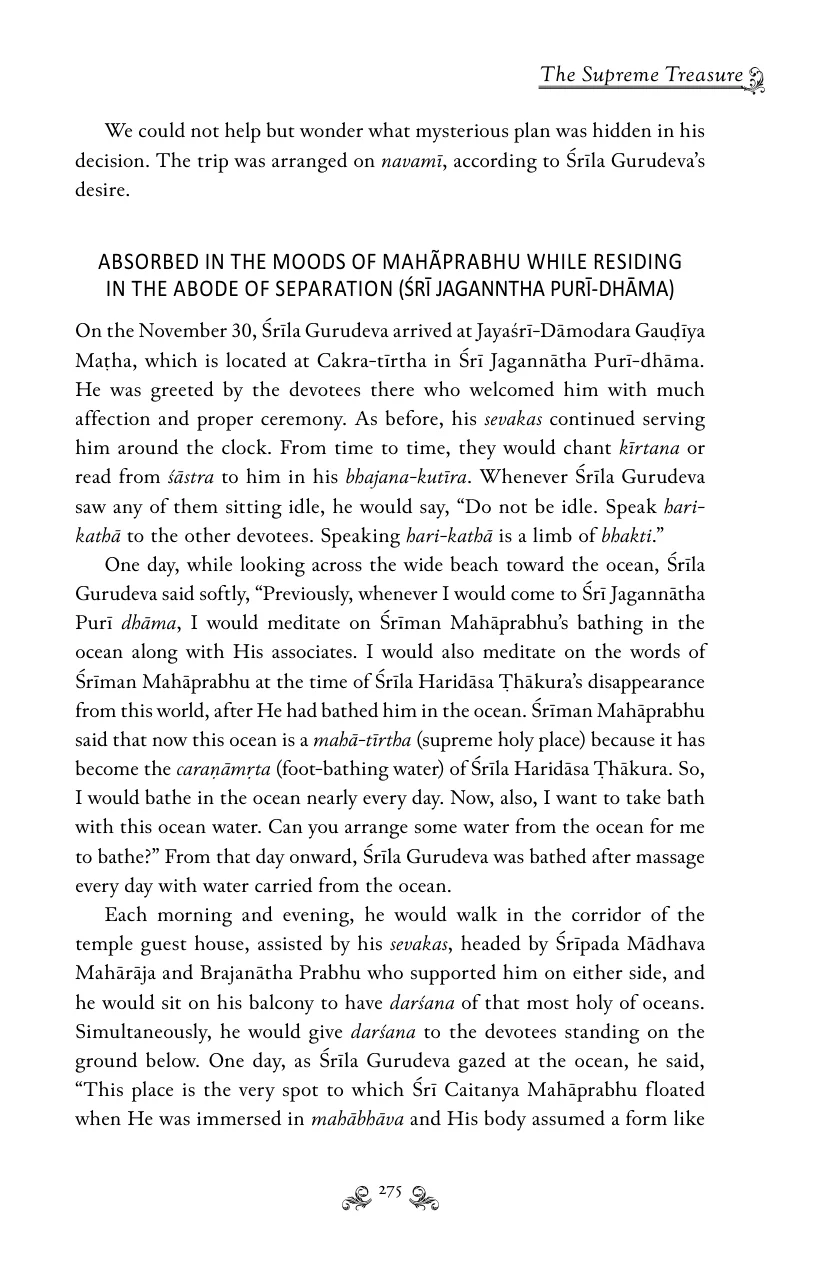 The Supreme Treasure
We could not help but wonder what mysterious plan was hidden in his
decision. The trip was arranged on navamī, according to Śrīla Gurudeva’s
desire.
ABSORBED IN THE MOODS OF MAHÃPRABHU WHILE RESIDING
IN THE ABODE OF SEPARATION (ŚRĪ JAGANNTHA PURĪ-DHĀMA)
On the November 30, Śrīla Gurudeva arrived at Jayaśrī-Dāmodara Gauḍīya
Maṭha, which is located at Cakra-tīrtha in Śrī Jagannātha Purī-dhāma.
He was greeted by the devotees there who welcomed him with much
affection and proper ceremony. As before, his sevakas continued serving
him around the clock. From time to time, they would chant kīrtana or
read from śāstra to him in his bhajana-kutīra. Whenever Śrīla Gurudeva
saw any of them sitting idle, he would say, “Do not be idle. Speak hari-
kathā to the other devotees. Speaking hari-kathā is a limb of bhakti.”
One day, while looking across the wide beach toward the ocean, Śrīla
Gurudeva said softly, “Previously, whenever I would come to Śrī Jagannātha
Purī dhāma, I would meditate on Śrīman Mahāprabhu’s bathing in the
ocean along with His associates. I would also meditate on the words of
Śrīman Mahāprabhu at the time of Śrīla Haridāsa Ṭhākura’s disappearance
from this world, after He had bathed him in the ocean. Śrīman Mahāprabhu
said that now this ocean is a mahā-tīrtha (supreme holy place) because it has
become the caraṇāmṛta (foot-bathing water) of Śrīla Haridāsa Ṭhākura. So,
I would bathe in the ocean nearly every day. Now, also, I want to take bath
with this ocean water. Can you arrange some water from the ocean for me
to bathe?” From that day onward, Śrīla Gurudeva was bathed after massage
every day with water carried from the ocean.
Each morning and evening, he would walk in the corridor of the
temple guest house, assisted by his sevakas, headed by Śrīpada Mādhava
Mahārāja and Brajanātha Prabhu who supported him on either side, and
he would sit on his balcony to have darśana of that most holy of oceans.
Simultaneously, he would give darśana to the devotees standing on the
ground below. One day, as Śrīla Gurudeva gazed at the ocean, he said,
“This place is the very spot to which Śrī Caitanya Mahāprabhu floated
when He was immersed in mahābhāva and His body assumed a form like
275